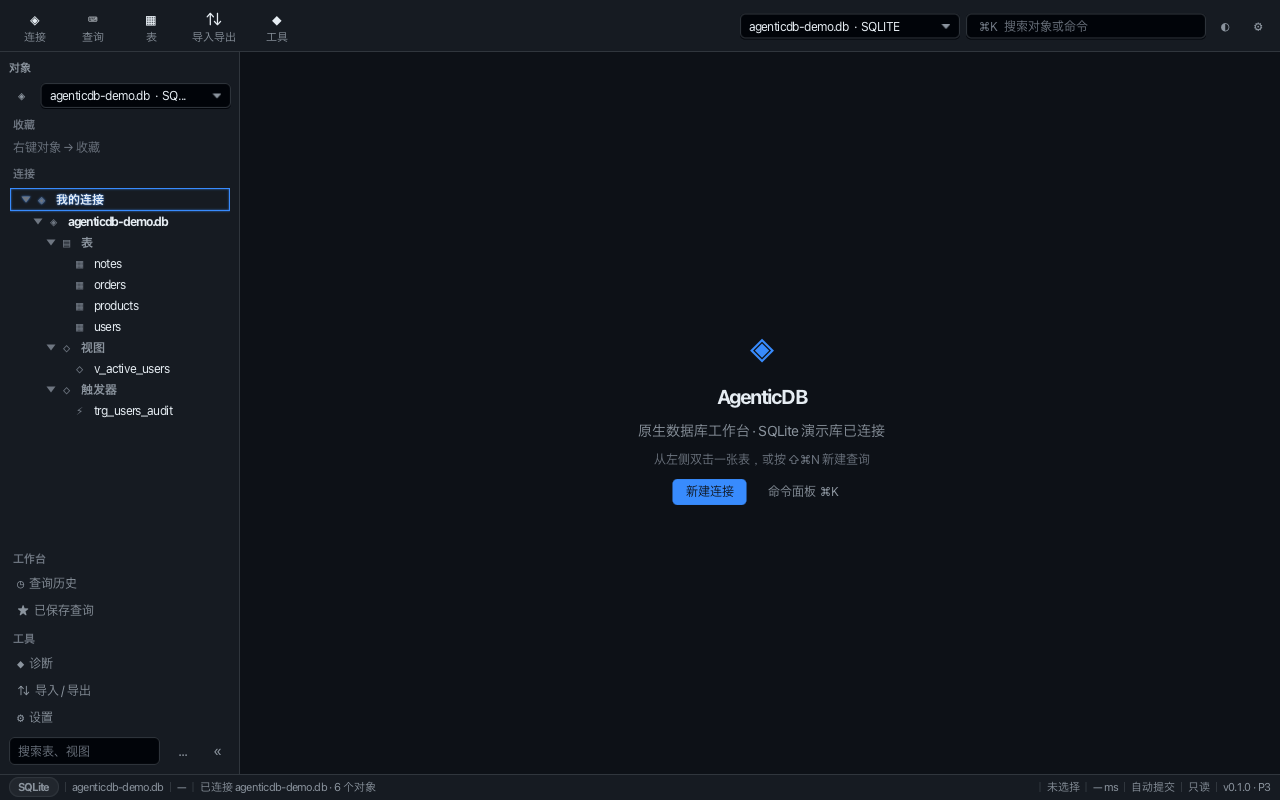 连接 查询 表 导入导出 工具
agenticdb-demo.db · SQLITE
⌘K 搜索对象或命令
对象
agenticdb-demo.db · SQ...
收藏
右键对象 → 收藏
连接
我的连接
agenticdb-demo.db
表
notes
orders
products
users
视图
v_active_users
触发器
trg_users_audit
AgenticDB
原生数据库工作台 · SQLite 演示库已连接
从左侧双击一张表，或按 ⇧⌘N 新建查询
新建连接 命令面板 ⌘K
工作台
查询历史
已保存查询
工具
诊断
导入 / 导出
设置
搜索表、视图 ... «
SQLite agenticdb-demo.db — 已连接 agenticdb-demo.db · 6 个对象
未选择 — ms 自动提交 只读 v0.1.0 · P3